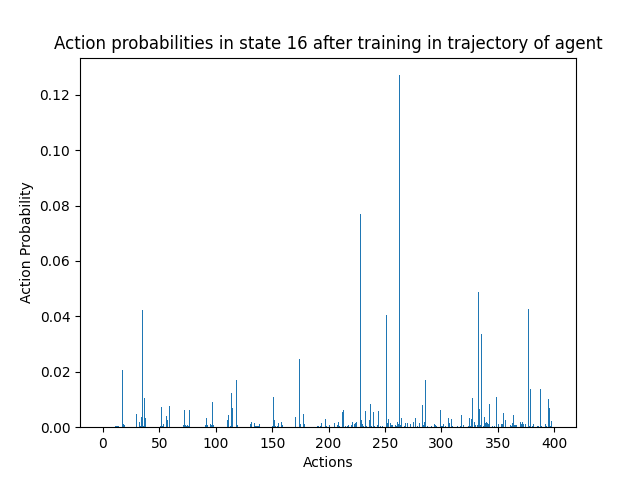 Action probabilities in state 16 after training in trajectory of agent
0.12
0.10
0.08
0.06
0.04
0.02
0.00
Action Probability
0 50 100 150 200 250 300 350 400
Actions